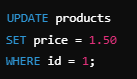 UPDATE products
SET price = 1.50
WHERE id = 1;